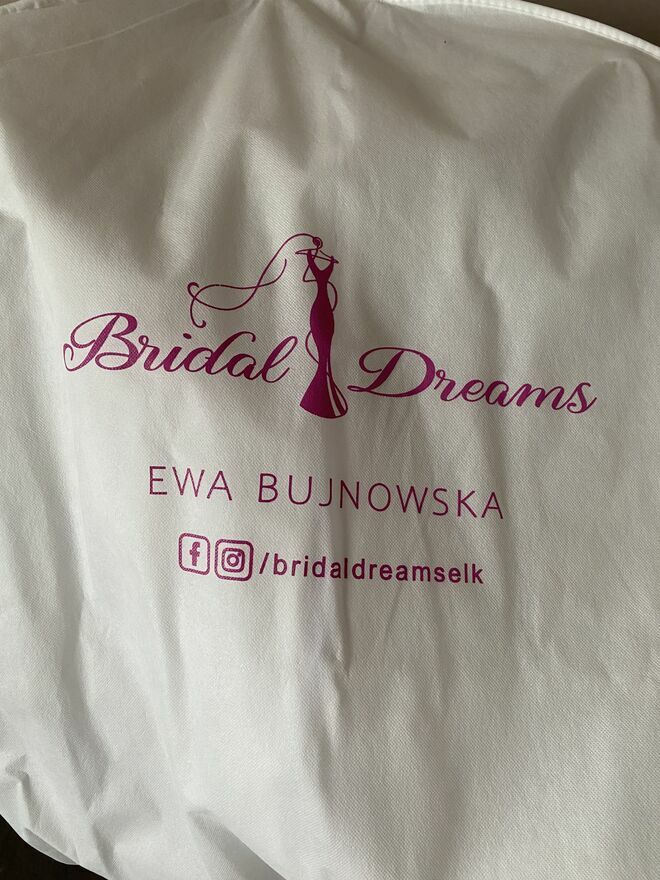 Bridal Dreams
EWA BUJNOWSKA
/bridaldreamselk